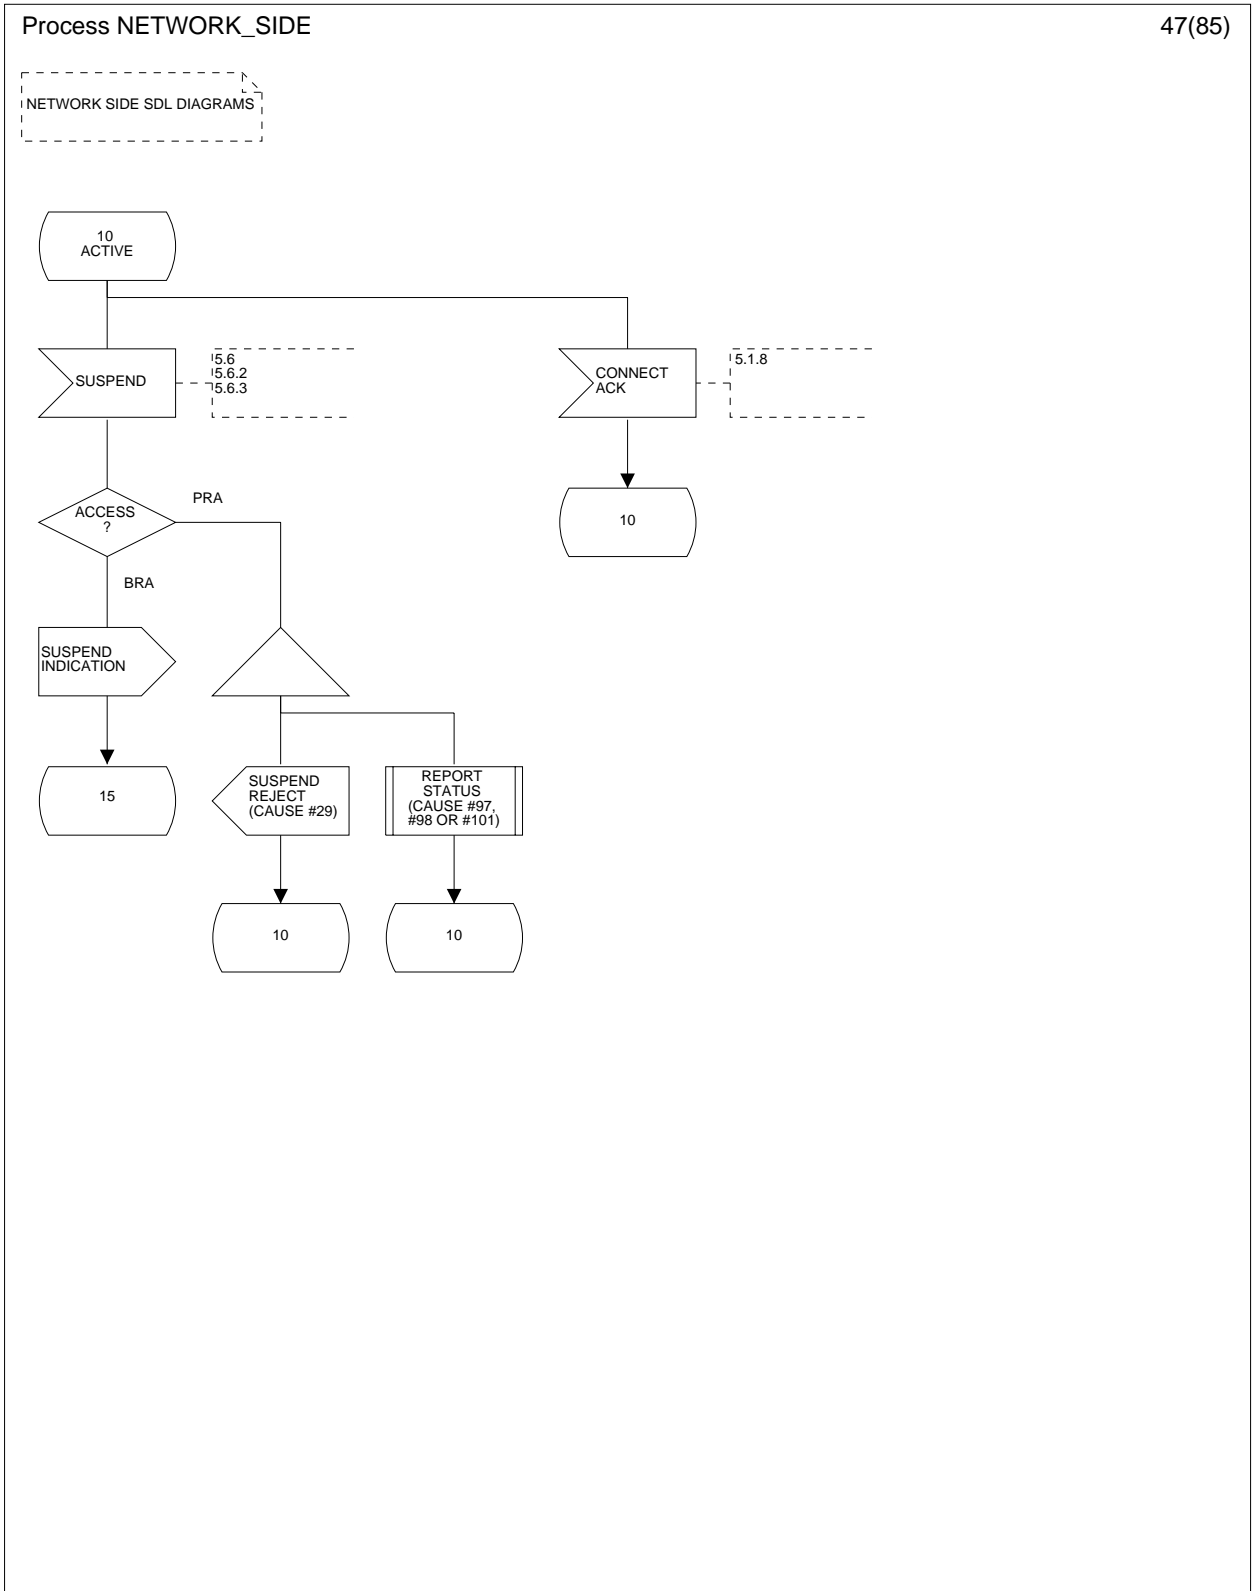 Process NETWORK_SIDE
47(85)
NETWORK SIDE SDL DIAGRAMS
10
ACTIVE
SUSPEND
5.6
5.6.2
5.6.3
CONNECT
ACK
5.1.8
ACCESS
?
PRA
10
BRA
SUSPEND
INDICATION
15
SUSPEND
REJECT
(CAUSE #29)
REPORT
STATUS
(CAUSE #97,
#98 OR #101)
10
10